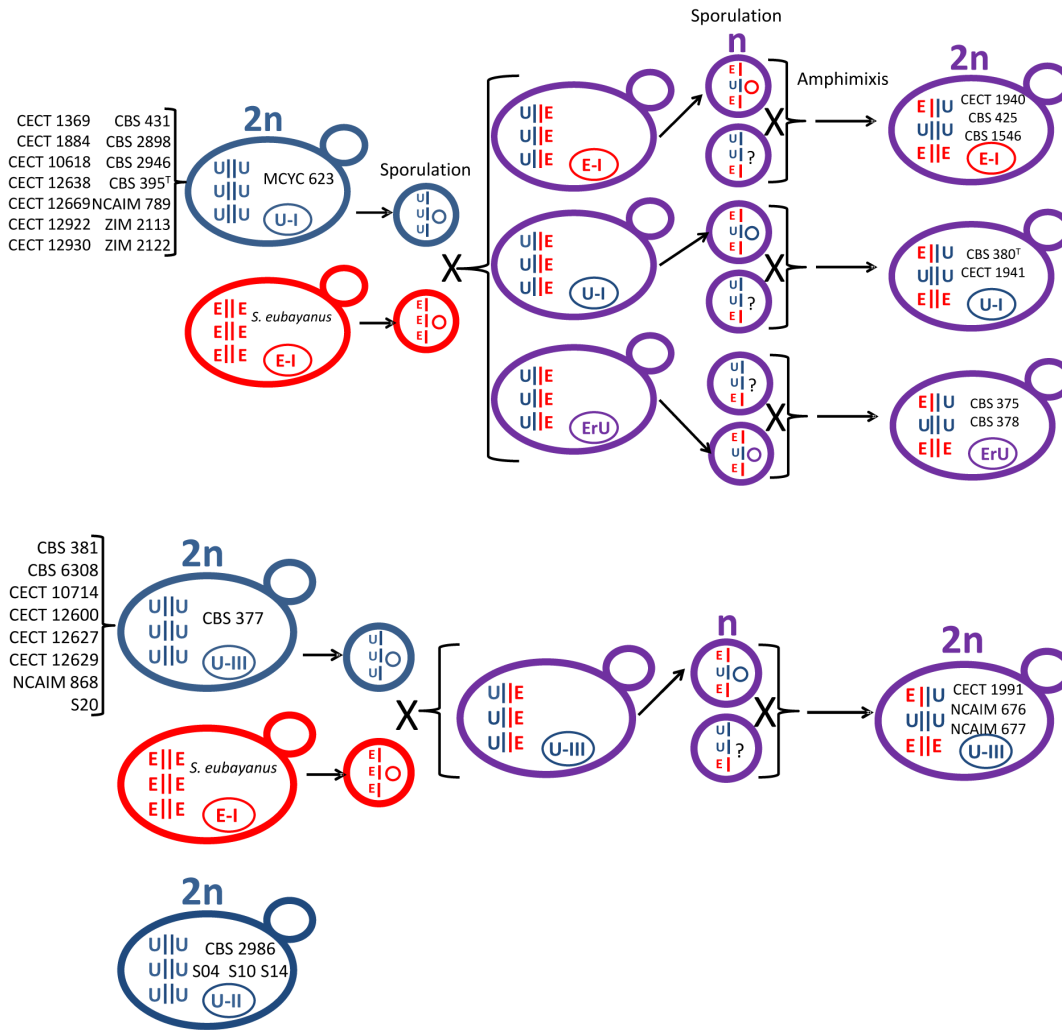 Sporulation
n
2n
Amphimixis
CECT 1369 CBS 431
CECT 1884 CBS 2898
CECT 10618 CBS 2946
CECT 12638 CBS 395ᵀ
CECT 12669 NCAIM 789
CECT 12922 ZIM 2113
CECT 12930 ZIM 2122
2n
U U
U U
U U
MCYC 623
U-I
Sporulation
U
U
U
E E
E E
E E
S. eubayanus
E-I
E
E
E
X
U E
U E
U E
E-I
E
U
E
U
U
E
?
X
E U
U U
E E
CECT 1940
CBS 425
CBS 1546
E-I
U E
U E
U E
U-I
E
U
E
U
U
E
?
X
E U
U U
E E
CBS 380ᵀ
CECT 1941
U-I
U E
U E
U E
ErU
U
U
E
?
E
U
E
X
E U
U U
E E
CBS 375
CBS 378
ErU
CBS 381
CBS 6308
CECT 10714
CECT 12600
CECT 12627
CECT 12629
NCAIM 868
S20
2n
U U
U U
U U
CBS 377
U-III
U
U
U
E E
E E
E E
S. eubayanus
E-I
E
E
E
X
U E
U E
U E
U-III
n
E
U
E
U
U
E
?
X
2n
E U
U U
E E
CECT 1991
NCAIM 676
NCAIM 677
U-III
2n
U U
U U
U U
CBS 2986
S04 S10 S14
U-II